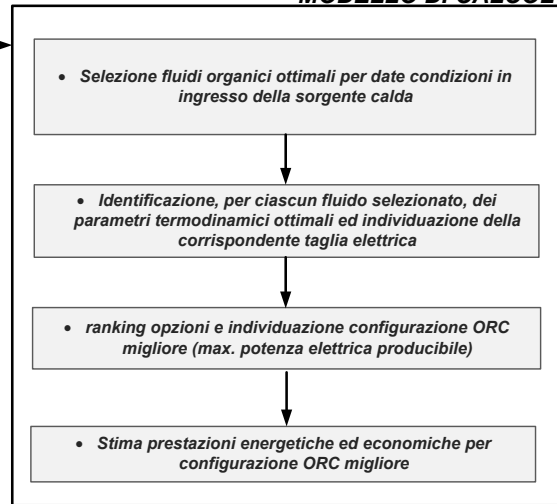 • Selezione fluidi organici ottimali per date condizioni in
ingresso della sorgente calda
• Identificazione, per ciascun fluido selezionato, dei
parametri termodinamici ottimali ed individuazione della
corrispondente taglia elettrica
• ranking opzioni e individuazione configurazione ORC
migliore (max. potenza elettrica producibile)
• Stima prestazioni energetiche ed economiche per
configurazione ORC migliore